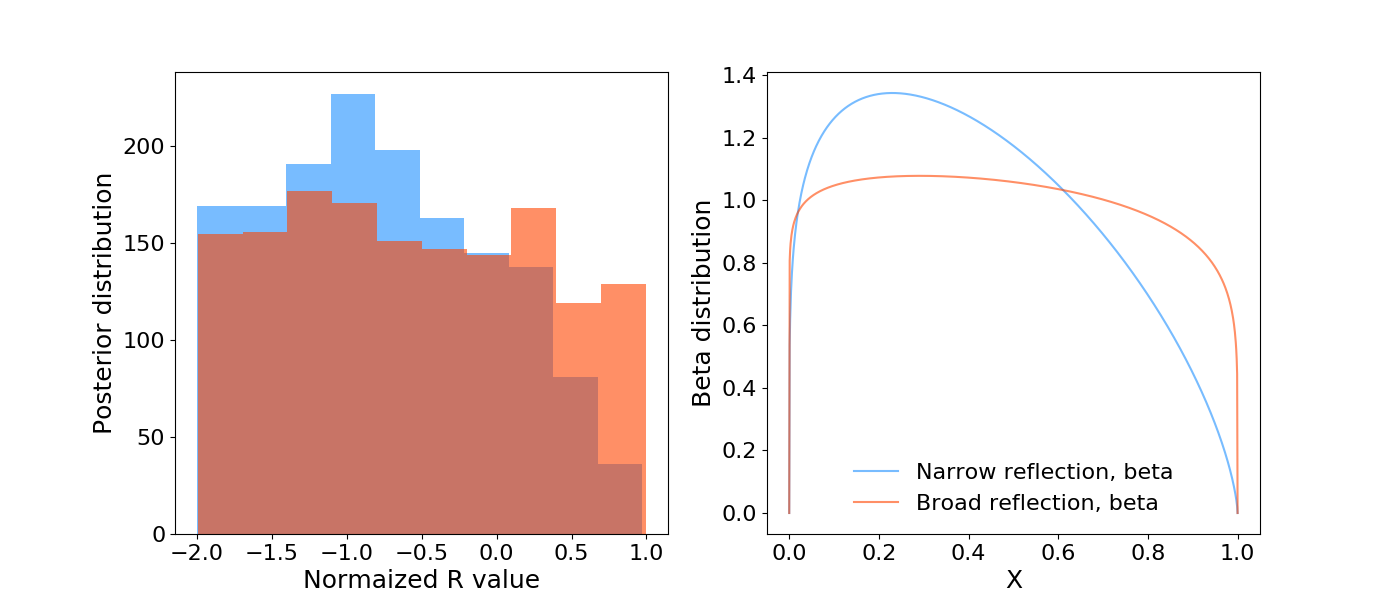 Posterior distribution
200
150
100
50
0
−2.0 −1.5 −1.0 −0.5 0.0 0.5 1.0
Normaized R value
Beta distribution
1.4
1.2
1.0
0.8
0.6
0.4
0.2
0.0
Narrow reflection, beta
Broad reflection, beta
0.0 0.2 0.4 0.6 0.8 1.0
X